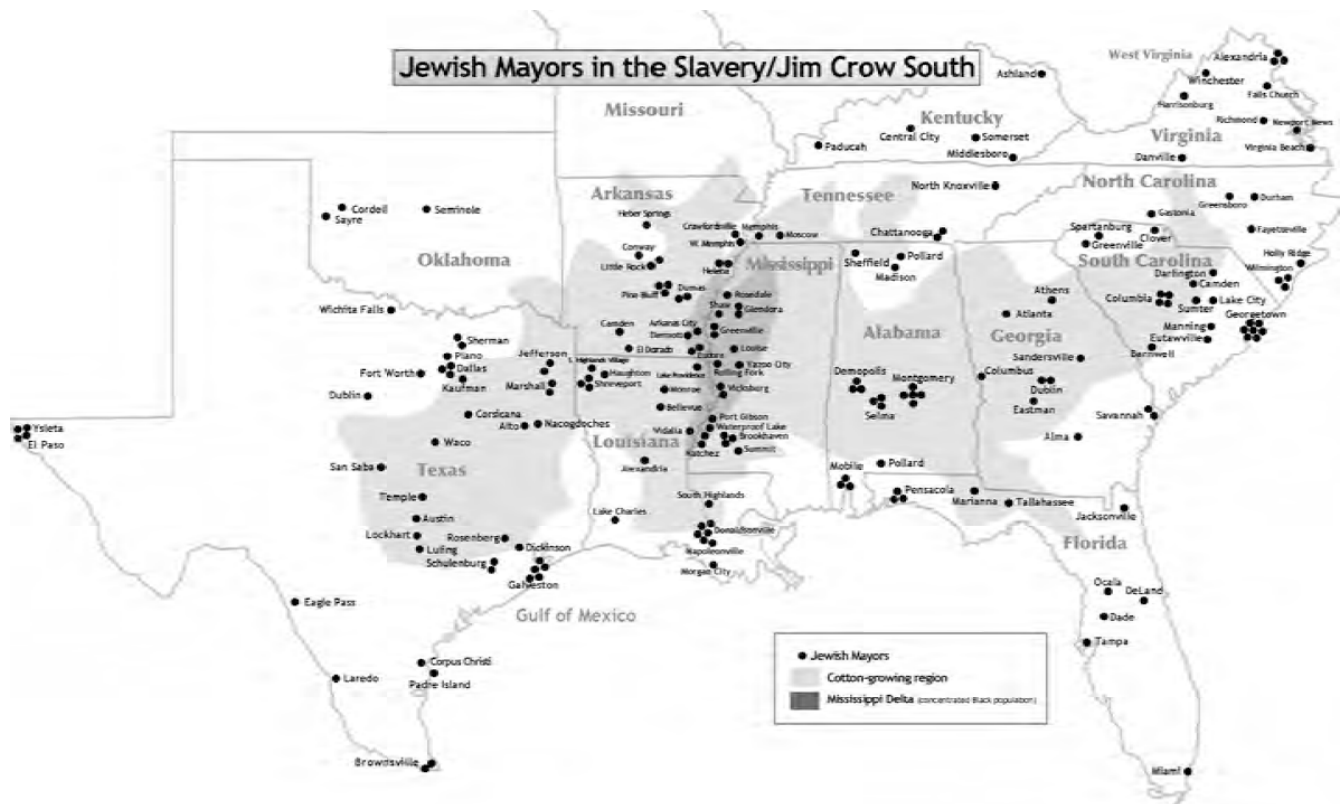 Jewish Mayors in the Slavery/Jim Crow South
West Virginia
Alexandria
Ashland
Winchester
Falls Church
Missouri
Harrisonburg
Kentucky
Richmond
Newport News
Central City
Somerset
Virginia
Paducah
Virginia Beach
Middlesboro
Danville
North Carolina
Arkansas
Tennessee
North Knoxville
Greensboro
Durham
Cordell
Seminole
Sayre
Heber Springs
Gastonia
Crawfordsville
Memphis
Moscow
Chattanooga
Spartanburg
Clover
Fayetteville
W. Memphis
Greenville
Conway
Sheffield
Pollard
Holly Ridge
Oklahoma
Little Rock
Helena
Mississippi
Madison
South Carolina
Wilmington
Darlington
Camden
Pine Bluff
Dumas
Rosedale
Athens
Columbia
Lake City
Wichita Falls
Shaw
Glendora
Atlanta
Sumter
Georgetown
Camden
Arkansas City
Greenville
Alabama
Georgia
Manning
Sherman
Dermott
Eutawville
Plano
Jefferson
El Dorado
Eudora
Louise
Sandersville
Barnwell
S. Highlands Village
Fort Worth
Dallas
Haughton
Lake Providence
Rolling Fork
Yazoo City
Demopolis
Montgomery
Columbus
Kaufman
Marshall
Shreveport
Monroe
Vicksburg
Dublin
Dublin
Bellevue
Selma
Eastman
Corsicana
Port Gibson
Savannah
Alto
Nacogdoches
Vidalia
Waterproof Lake
Ysleta
Waco
Louisiana
Brookhaven
Alma
El Paso
Natchez
Summit
San Saba
Texas
Alexandria
Mobile
Pollard
Temple
South Highlands
Pensacola
Marianna
Tallahassee
Austin
Lake Charles
Jacksonville
Lockhart
Rosenberg
Donaldsonville
Luling
Dickinson
Napoleonville
Florida
Schulenburg
Morgan City
Galveston
Ocala
DeLand
Eagle Pass
Gulf of Mexico
Dade
Tampa
Corpus Christi
Jewish Mayors
Laredo
Padre Island
Cotton-growing region
Mississippi Delta (concentrated Black population)
Brownsville
Miami